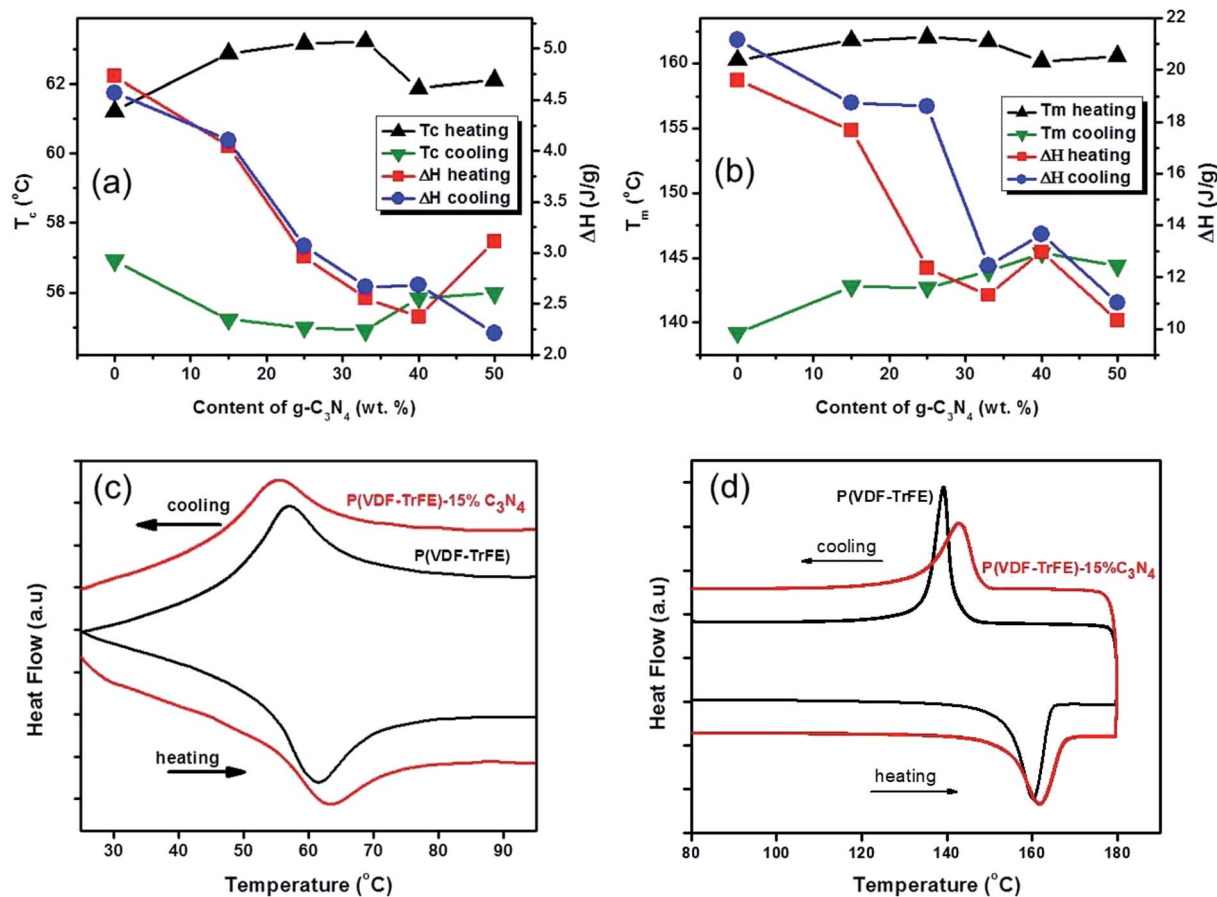 (a)
T_c (°C)
62
60
58
56
5.0
4.5
4.0
3.5
3.0
2.5
2.0
ΔH (J/g)
Tc heating
Tc cooling
ΔH heating
ΔH cooling
0 10 20 30 40 50
Content of g-C₃N₄ (wt. %)
(b)
T_m (°C)
160
155
150
145
140
22
20
18
16
14
12
10
ΔH (J/g)
Tm heating
Tm cooling
ΔH heating
ΔH cooling
0 10 20 30 40 50
Content of g-C₃N₄ (wt. %)
(c)
Heat Flow (a.u)
cooling
P(VDF-TrFE)-15% C₃N₄
P(VDF-TrFE)
heating
30 40 50 60 70 80 90
Temperature (°C)
(d)
Heat Flow (a.u)
P(VDF-TrFE)
cooling
P(VDF-TrFE)-15%C₃N₄
heating
80 100 120 140 160 180
Temperature (°C)